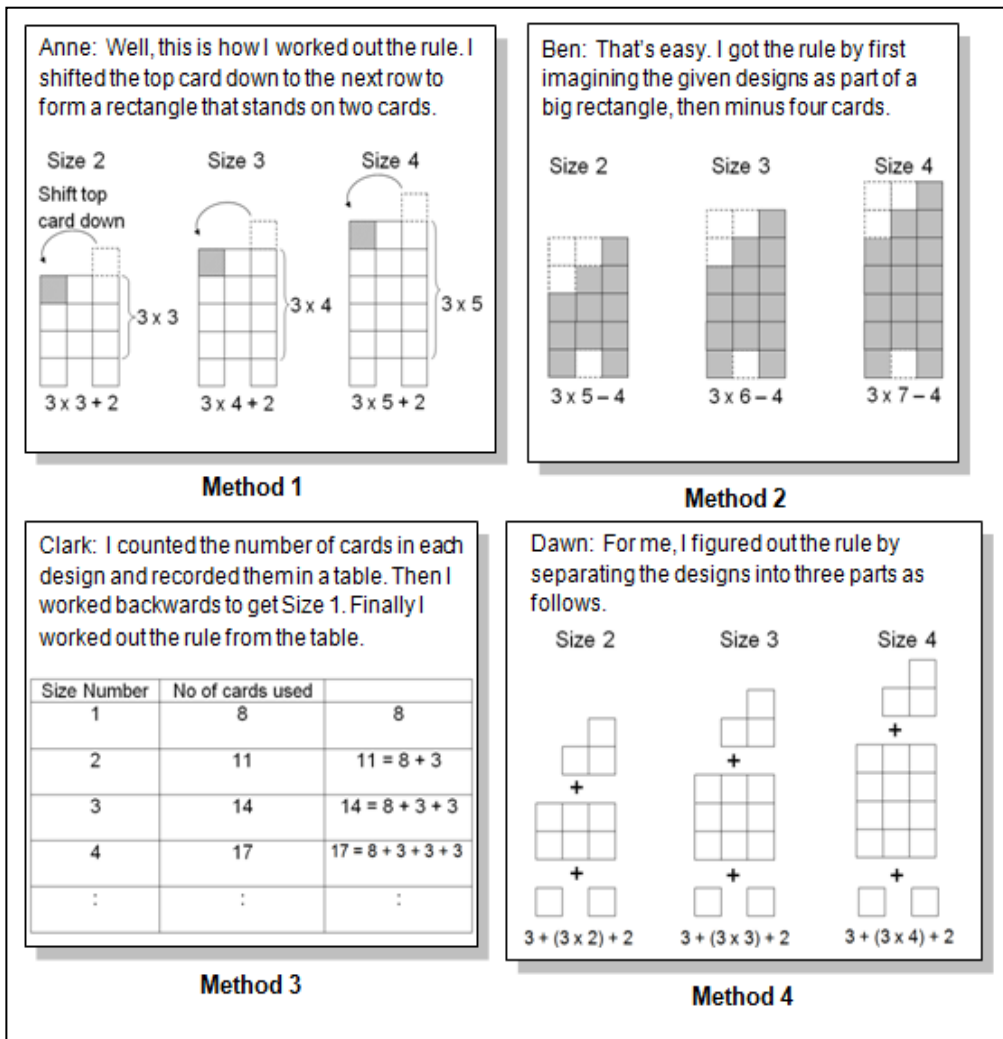 Anne: Well, this is how I worked out the rule. I
shifted the top card down to the next row to
form a rectangle that stands on two cards.
Size 2 Size 3 Size 4
Shift top
card down
3 x 3
3 x 4
3 x 5
3 x 3 + 2 3 x 4 + 2 3 x 5 + 2
Method 1
Ben: That's easy. I got the rule by first
imagining the given designs as part of a
big rectangle, then minus four cards.
Size 2 Size 3 Size 4
3 x 5 – 4 3 x 6 – 4 3 x 7 – 4
Method 2
Clark: I counted the number of cards in each
design and recorded them in a table. Then I
worked backwards to get Size 1. Finally I
worked out the rule from the table.
Size Number No of cards used
1 8 8
2 11 11 = 8 + 3
3 14 14 = 8 + 3 + 3
4 17 17 = 8 + 3 + 3 + 3
: : :
Method 3
Dawn: For me, I figured out the rule by
separating the designs into three parts as
follows.
Size 2 Size 3 Size 4
+ + +
+ + +
3 + (3 x 2) + 2 3 + (3 x 3) + 2 3 + (3 x 4) + 2
Method 4